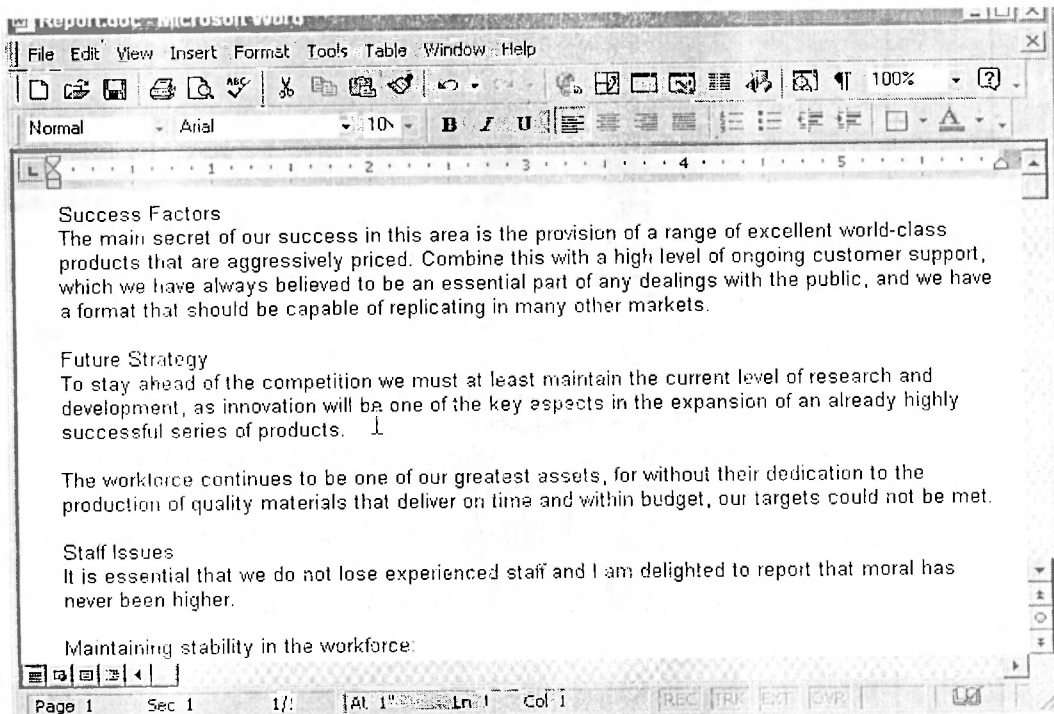 Report.doc - Microsoft Word
File Edit View Insert Format Tools Table Window Help
ABC
100%
Normal Arial 10 B I U A
1 2 3 4 5
Success Factors
The main secret of our success in this area is the provision of a range of excellent world-class
products that are aggressively priced. Combine this with a high level of ongoing customer support,
which we have always believed to be an essential part of any dealings with the public, and we have
a format that should be capable of replicating in many other markets.
Future Strategy
To stay ahead of the competition we must at least maintain the current level of research and
development, as innovation will be one of the key aspects in the expansion of an already highly
successful series of products.
The workforce continues to be one of our greatest assets, for without their dedication to the
production of quality materials that deliver on time and within budget, our targets could not be met.
Staff Issues
It is essential that we do not lose experienced staff and I am delighted to report that moral has
never been higher.
Maintaining stability in the workforce:
Page 1 Sec 1 1/ At 1" Ln 1 Col 1 REC TRK EXT OVR